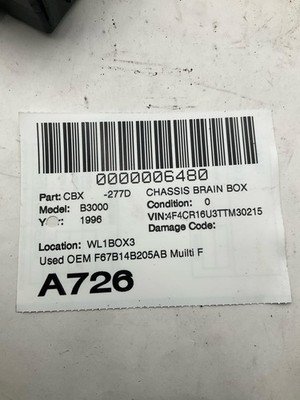 0000006480
Part: CBX -277D CHASSIS BRAIN BOX
Model: B3000 Condition: 0
1996 VIN:4F4CR16U3TTM30215
Damage Code:
Location: WL1BOX3
Used OEM F67B14B205AB Muilti F
A726